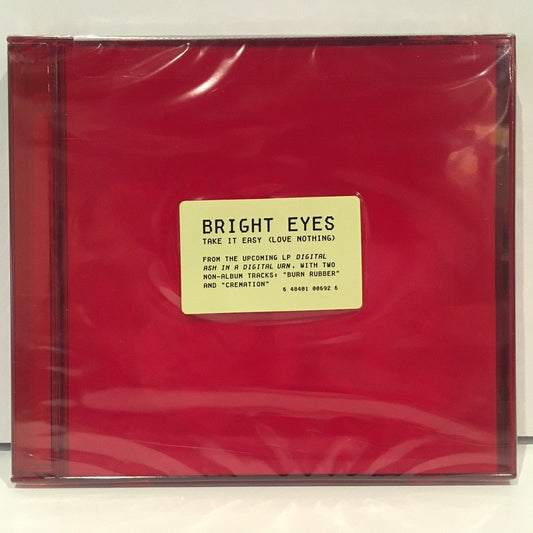 BRIGHT EYES
TAKE IT EASY (LOVE NOTHING)
FROM THE UPCOMING LP DIGITAL
ASH IN A DIGITAL URN. WITH TWO
NON-ALBUM TRACKS: "BURN RUBBER"
AND "CREMATION" 6 48401 00692 6